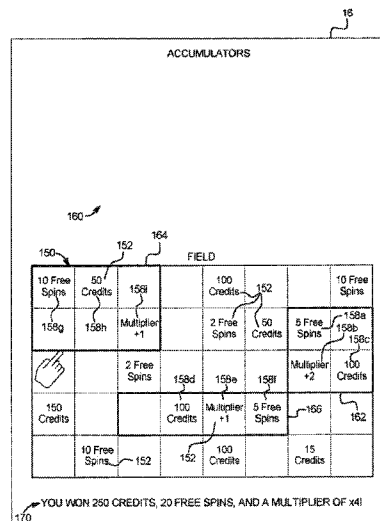 16
ACCUMULATORS
160
150
152
164
FIELD
10 Free Spins
50 Credits
158i
100 Credits
152
10 Free Spins
158g
158h
Multiplier +1
2 Free Spins
50 Credits
5 Free Spins
158a
158b
158c
2 Free Spins
158d
158e
158f
Multiplier +2
100 Credits
150 Credits
100 Credits
Multiplier +1
5 Free Spins
166
162
10 Free Spins
152
152
100 Credits
15 Credits
170
YOU WON 250 CREDITS, 20 FREE SPINS, AND A MULTIPLIER OF x4!